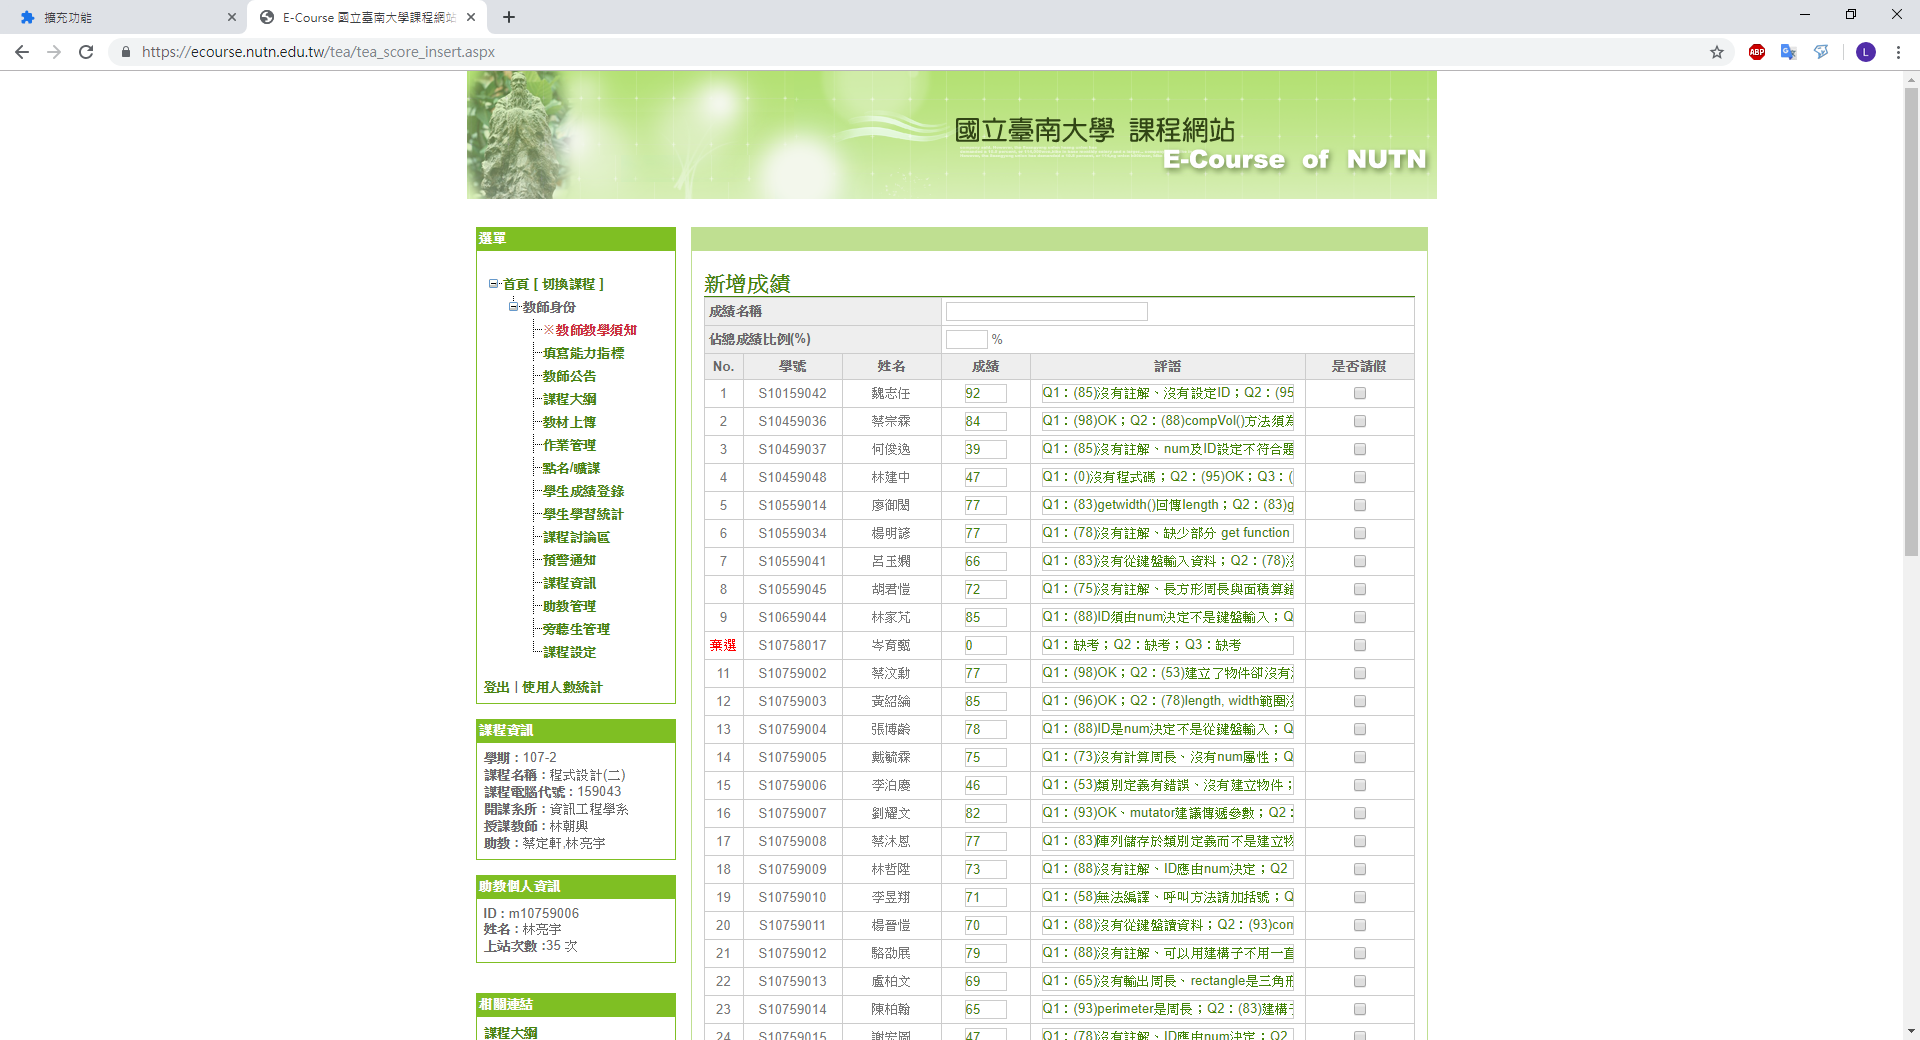 擴充功能
E-Course 國立臺南大學課程網站
https://ecourse.nutn.edu.tw/tea/tea_score_insert.aspx
ABP
L
國立臺南大學 課程網站
E-Course of NUTN
選單
首頁 [ 切換課程 ]
教師身份
※教師教學須知
填寫能力指標
教師公告
課程大綱
教材上傳
作業管理
點名/曠課
學生成績登錄
學生學習統計
課程討論區
預警通知
課程資訊
助教管理
旁聽生管理
課程設定
登出 | 使用人數統計
課程資訊
學期：107-2
課程名稱：程式設計(二)
課程電腦代號：159043
開課系所：資訊工程學系
授課教師：林朝興
助教：蔡定軒,林亮宇
助教個人資訊
ID：m10759006
姓名：林亮宇
上站次數 :35 次
相關連結
課程大綱
新增成績
成績名稱
佔總成績比例(%) %
No. 學號 姓名 成績 評語 是否請假
1 S10159042 魏志任 92 Q1：(85)沒有註解、沒有設定ID；Q2：(95
2 S10459036 蔡宗霖 84 Q1：(98)OK；Q2：(88)compVol()方法須為
3 S10459037 何俊逸 39 Q1：(85)沒有註解、num及ID設定不符合題
4 S10459048 林建中 47 Q1：(0)沒有程式碼；Q2：(95)OK；Q3：(
5 S10559014 廖御閎 77 Q1：(83)getwidth()回傳length；Q2：(83)g
6 S10559034 楊明諺 77 Q1：(78)沒有註解、缺少部分 get function
7 S10559041 呂玉嫻 66 Q1：(83)沒有從鍵盤輸入資料；Q2：(78)沒
8 S10559045 胡君愷 72 Q1：(75)沒有註解、長方形周長與面積算錯
9 S10659044 林家芃 85 Q1：(88)ID須由num決定不是鍵盤輸入；Q
棄選 S10758017 岑育甄 0 Q1：缺考；Q2：缺考；Q3：缺考
11 S10759002 蔡汶勳 77 Q1：(98)OK；Q2：(53)建立了物件卻沒有
12 S10759003 黃紹綸 85 Q1：(96)OK；Q2：(78)length, width範圍沒
13 S10759004 張博齡 78 Q1：(88)ID是num決定不是從鍵盤輸入；Q
14 S10759005 戴毓霖 75 Q1：(73)沒有計算周長、沒有num屬性；Q
15 S10759006 李泊慶 46 Q1：(53)類別定義有錯誤、沒有建立物件；
16 S10759007 劉耀文 82 Q1：(93)OK、mutator建議傳遞參數；Q2：
17 S10759008 蔡沐恩 77 Q1：(83)陣列儲存於類別定義而不是建立物
18 S10759009 林哲陞 73 Q1：(88)沒有註解、ID應由num決定；Q2
19 S10759010 李昱翔 71 Q1：(58)無法編譯、呼叫方法請加括號；Q
20 S10759011 楊晉愷 70 Q1：(88)沒有從鍵盤讀資料；Q2：(93)con
21 S10759012 駱劭展 79 Q1：(88)沒有註解、可以用建構子不用一直
22 S10759013 盧柏文 69 Q1：(65)沒有輸出周長、rectangle是三角形
23 S10759014 陳柏翰 65 Q1：(93)perimeter是周長；Q2：(83)建構子
24 S10759015 謝宏圖 47 Q1：(78)沒有註解、ID應由num決定；Q2